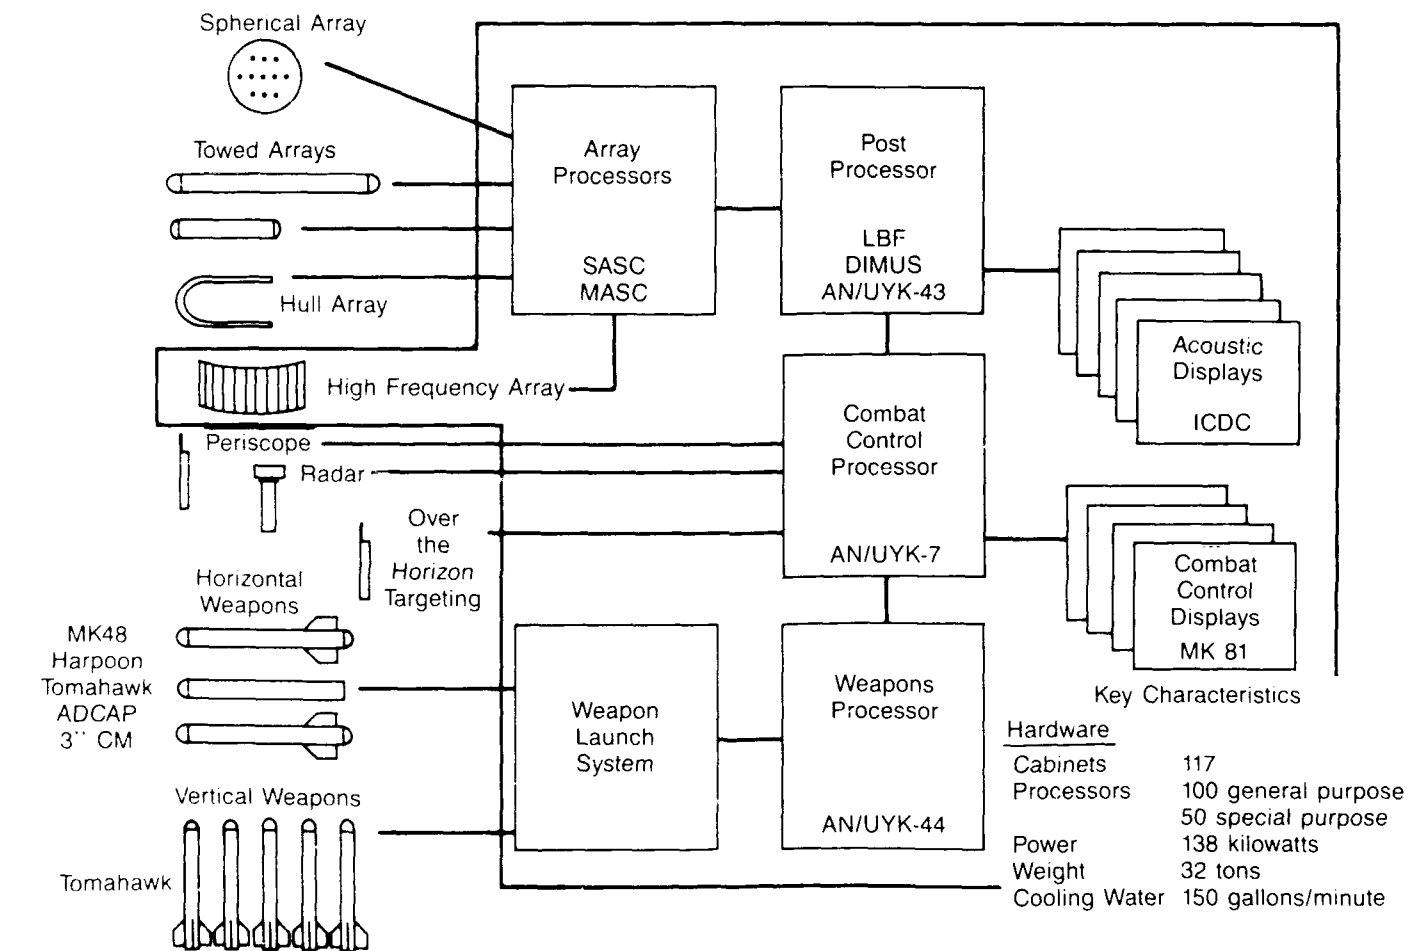 Spherical Array
Towed Arrays
Hull Array
High Frequency Array
Periscope
Radar
Over
the
Horizon
Targeting
Horizontal
Weapons
MK48
Harpoon
Tomahawk
ADCAP
3'' CM
Vertical Weapons
Tomahawk
Array
Processors
SASC
MASC
Post
Processor
LBF
DIMUS
AN/UYK-43
Combat
Control
Processor
AN/UYK-7
Weapon
Launch
System
Weapons
Processor
AN/UYK-44
Acoustic
Displays
ICDC
Combat
Control
Displays
MK 81
Key Characteristics
Hardware
Cabinets 117
Processors 100 general purpose
50 special purpose
Power 138 kilowatts
Weight 32 tons
Cooling Water 150 gallons/minute